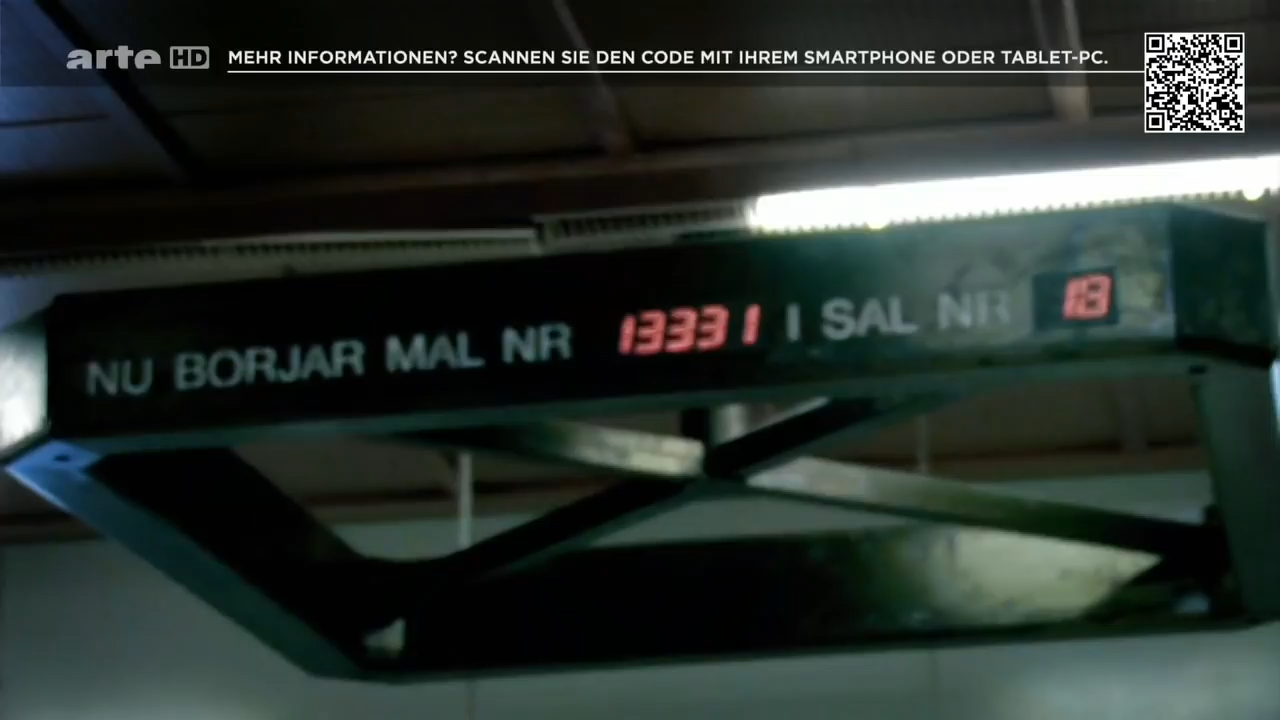 arte HD MEHR INFORMATIONEN? SCANNEN SIE DEN CODE MIT IHREM SMARTPHONE ODER TABLET-PC.
NU BORJAR MAL NR 13331 I SAL NR 18